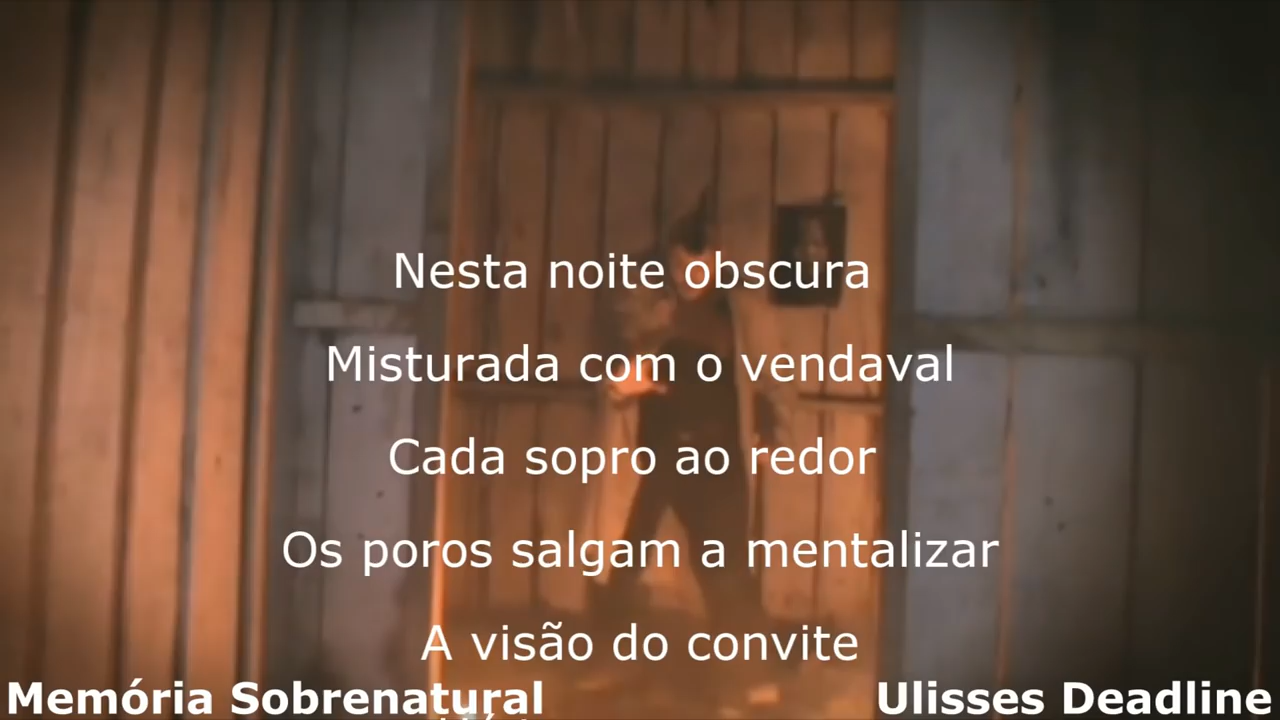 Nesta noite obscura
Misturada com o vendaval
Cada sopro ao redor
Os poros salgam a mentalizar
A visão do convite
Memória Sobrenatural
Ulisses Deadline